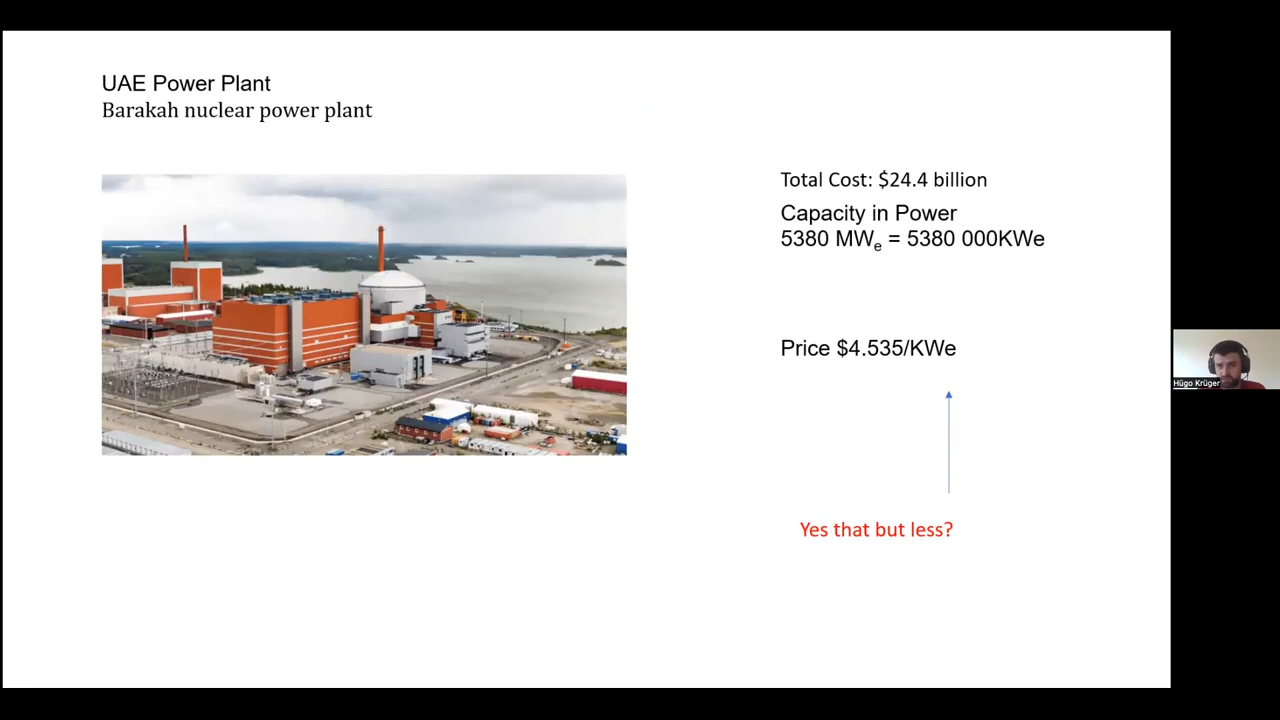 UAE Power Plant
Barakah nuclear power plant
Total Cost: $24.4 billion
Capacity in Power
5380 MWe = 5380 000KWe
Price $4.535/KWe
Yes that but less?
Hügo Krüger